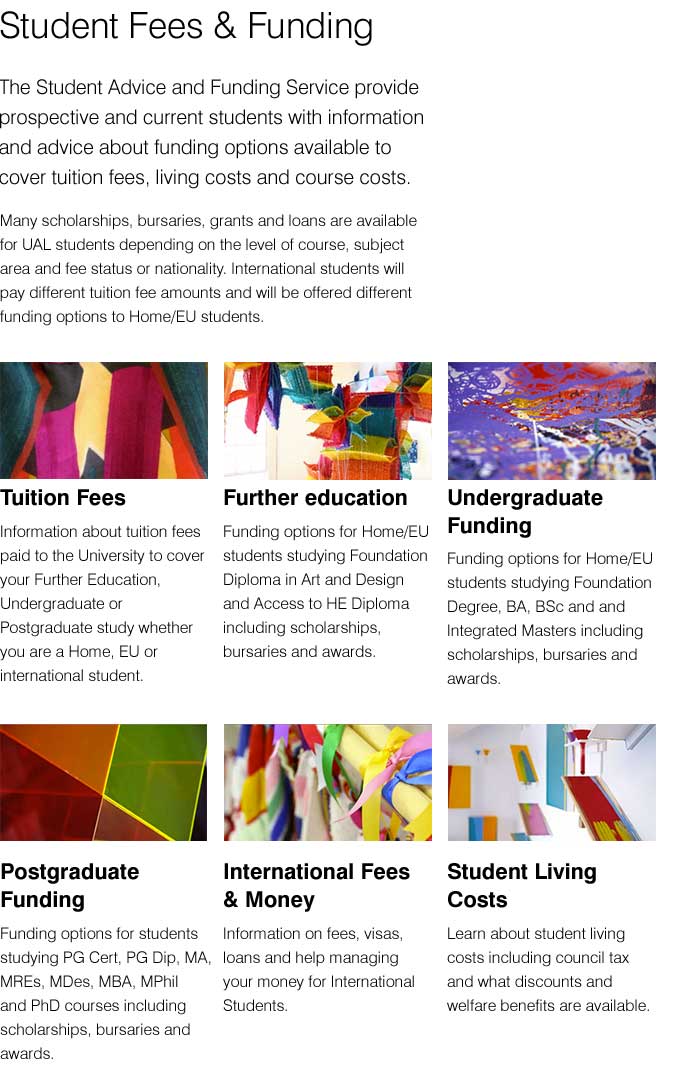 Student Fees & Funding
The Student Advice and Funding Service provide
prospective and current students with information
and advice about funding options available to
cover tuition fees, living costs and course costs.
Many scholarships, bursaries, grants and loans are available
for UAL students depending on the level of course, subject
area and fee status or nationality. International students will
pay different tuition fee amounts and will be offered different
funding options to Home/EU students.
Tuition Fees
Information about tuition fees
paid to the University to cover
your Further Education,
Undergraduate or
Postgraduate study whether
you are a Home, EU or
international student.
Further education
Funding options for Home/EU
students studying Foundation
Diploma in Art and Design
and Access to HE Diploma
including scholarships,
bursaries and awards.
Undergraduate
Funding
Funding options for Home/EU
students studying Foundation
Degree, BA, BSc and and
Integrated Masters including
scholarships, bursaries and
awards.
Postgraduate
Funding
Funding options for students
studying PG Cert, PG Dip, MA,
MREs, MDes, MBA, MPhil
and PhD courses including
scholarships, bursaries and
awards.
International Fees
& Money
Information on fees, visas,
loans and help managing
your money for International
Students.
Student Living
Costs
Learn about student living
costs including council tax
and what discounts and
welfare benefits are available.